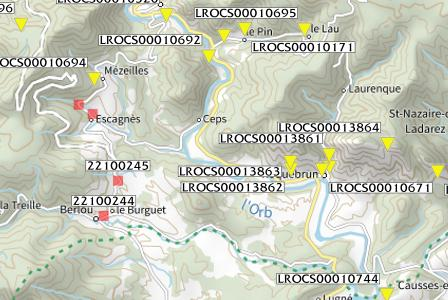 96
LROCS00010695
LROCS00010692
le Pin
le Lau
LROCS00010171
LROCS00010694
Mézeilles
Laurenque
Escagnès
Ceps
St-Nazaire-
Ladarez
LROCS00013864
LROCS00013861
22100245
LROCS00013863
LROCS00013862
LROCS00010671
22100244
la Treille
Berlou
le Burguet
l'Orb
LROCS00010744
Lugné
Causses-e